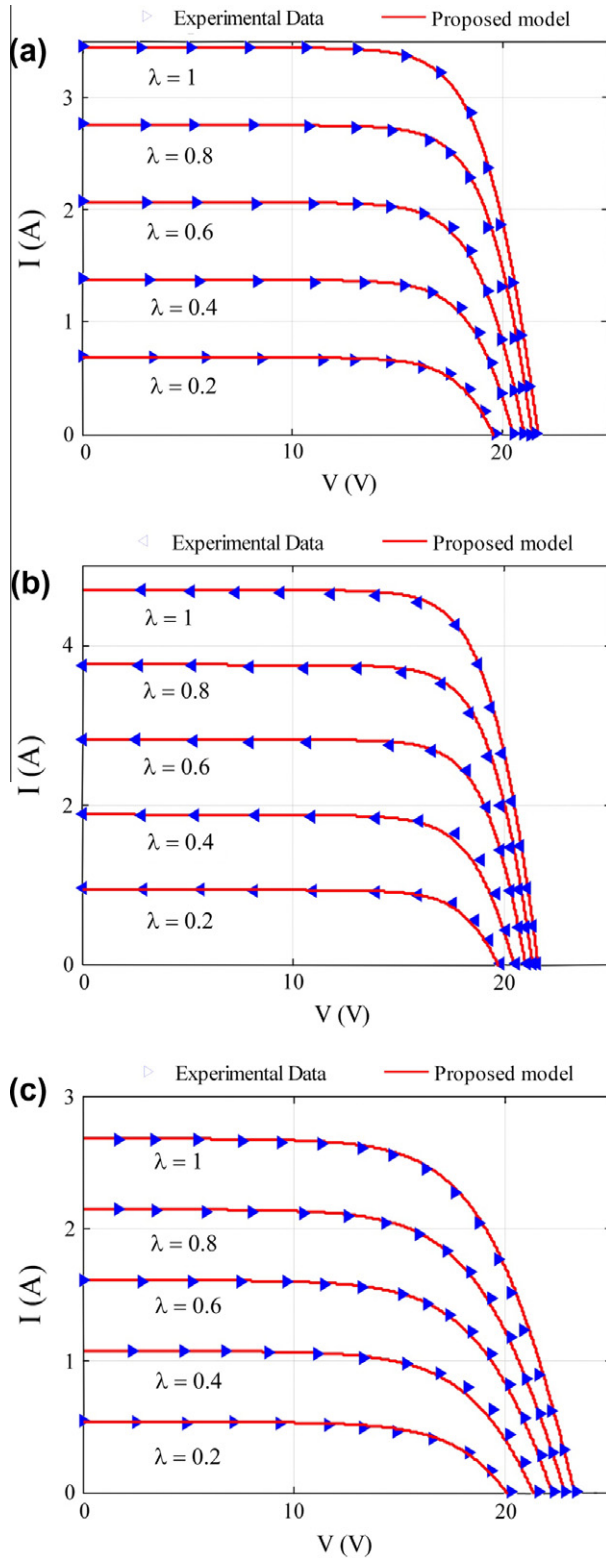 Experimental Data Proposed model
(a)
3
λ = 1
λ = 0.8
2
λ = 0.6
I (A)
1
λ = 0.4
λ = 0.2
0
0 10 20
V (V)
Experimental Data Proposed model
(b)
λ = 1
4
λ = 0.8
I (A)
λ = 0.6
2
λ = 0.4
λ = 0.2
0
0 10 20
V (V)
Experimental Data Proposed model
(c)
3
λ = 1
2
λ = 0.8
I (A)
λ = 0.6
1
λ = 0.4
λ = 0.2
0
0 10 20
V (V)